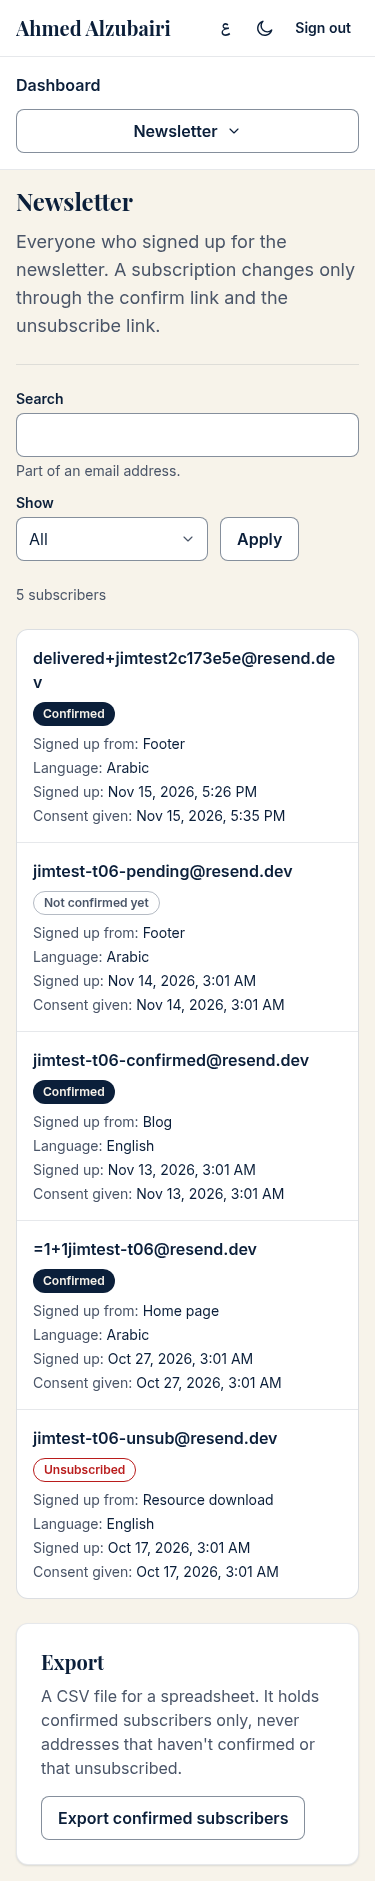 Ahmed Alzubairi
ع
Sign out
Dashboard
Newsletter
Newsletter
Everyone who signed up for the
newsletter. A subscription changes only
through the confirm link and the
unsubscribe link.
Search
Part of an email address.
Show
All
Apply
5 subscribers
delivered+jimtest2c173e5e@resend.de
v
Confirmed
Signed up from: Footer
Language: Arabic
Signed up: Nov 15, 2026, 5:26 PM
Consent given: Nov 15, 2026, 5:35 PM
jimtest-t06-pending@resend.dev
Not confirmed yet
Signed up from: Footer
Language: Arabic
Signed up: Nov 14, 2026, 3:01 AM
Consent given: Nov 14, 2026, 3:01 AM
jimtest-t06-confirmed@resend.dev
Confirmed
Signed up from: Blog
Language: English
Signed up: Nov 13, 2026, 3:01 AM
Consent given: Nov 13, 2026, 3:01 AM
=1+1jimtest-t06@resend.dev
Confirmed
Signed up from: Home page
Language: Arabic
Signed up: Oct 27, 2026, 3:01 AM
Consent given: Oct 27, 2026, 3:01 AM
jimtest-t06-unsub@resend.dev
Unsubscribed
Signed up from: Resource download
Language: English
Signed up: Oct 17, 2026, 3:01 AM
Consent given: Oct 17, 2026, 3:01 AM
Export
A CSV file for a spreadsheet. It holds
confirmed subscribers only, never
addresses that haven't confirmed or
that unsubscribed.
Export confirmed subscribers